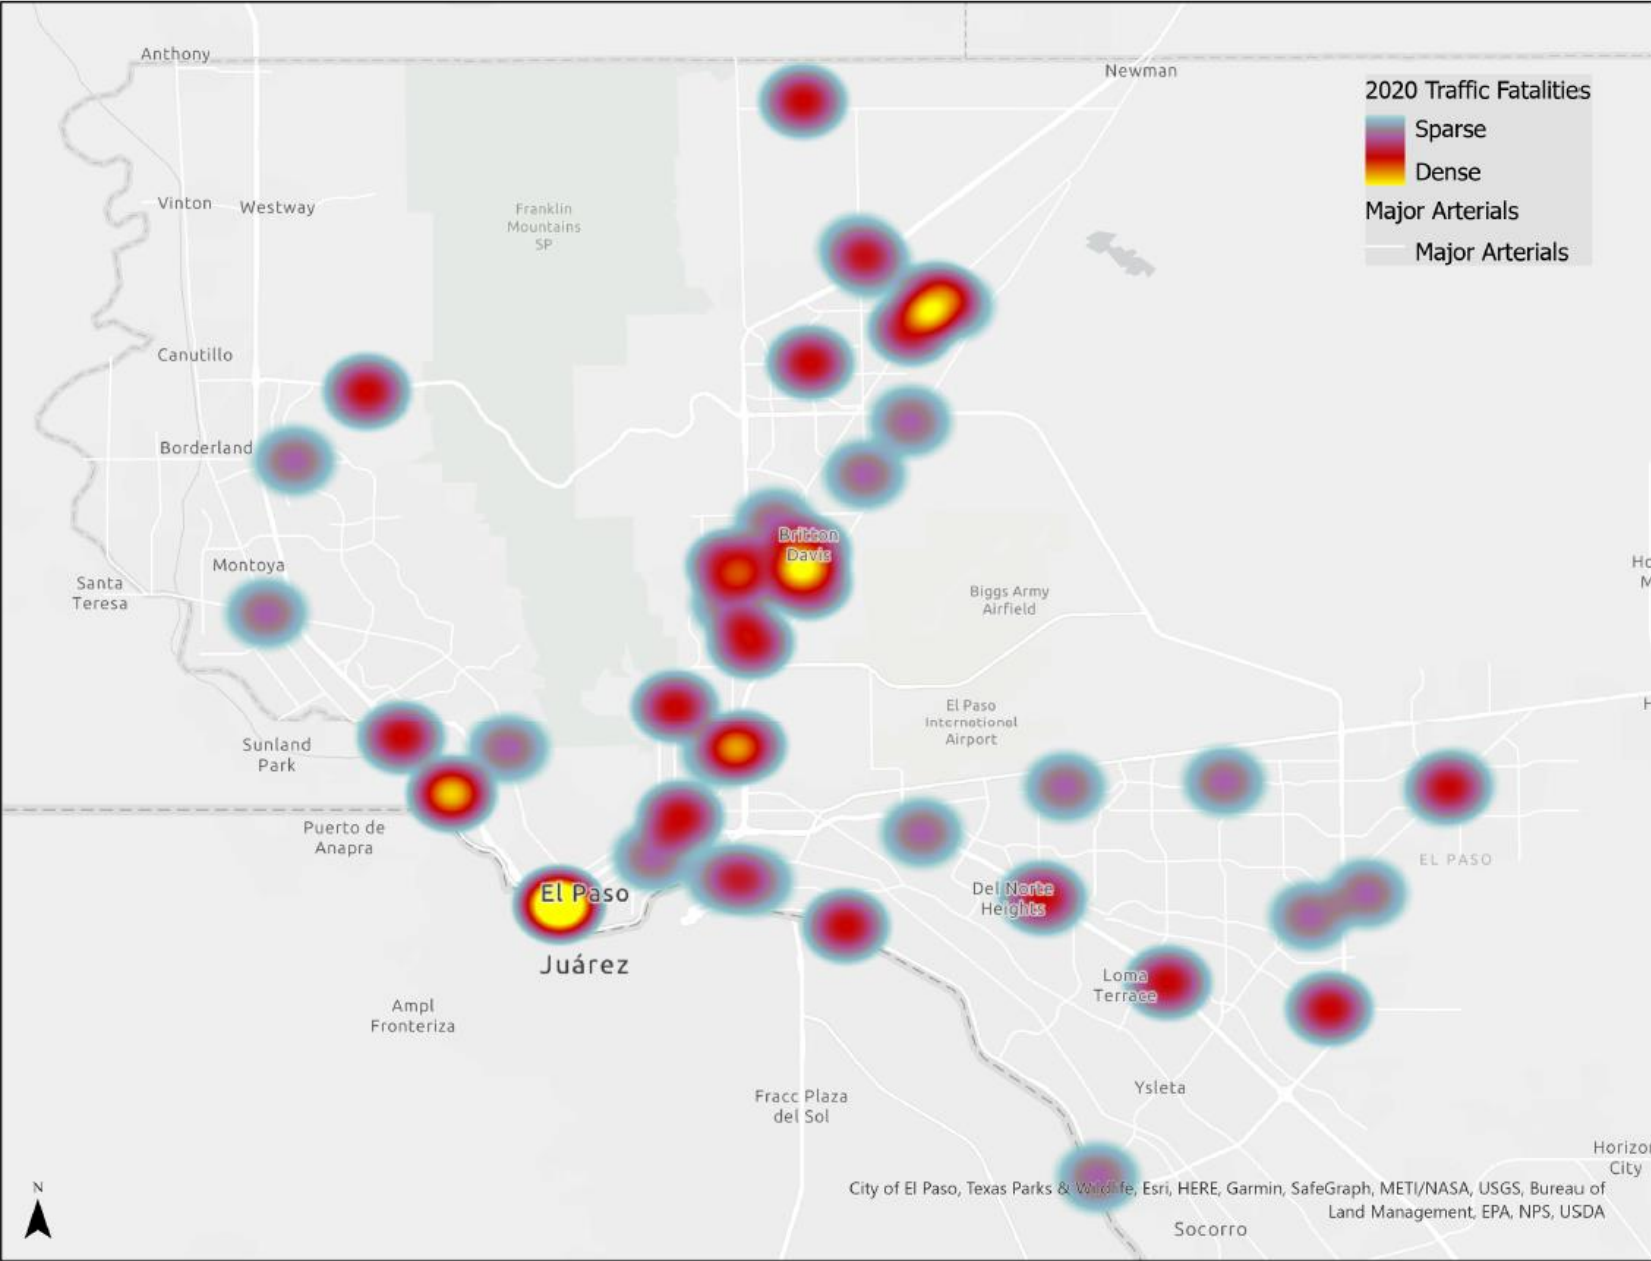 Anthony
Newman
2020 Traffic Fatalities
Sparse
Dense
Major Arterials
Major Arterials
Vinton
Westway
Franklin
Mountains
SP
Canutillo
Borderland
Britton
Davis
Montoya
Santa
Teresa
Biggs Army
Airfield
Ho
M
El Paso
International
Airport
H
Sunland
Park
Puerto de
Anapra
EL PASO
El Paso
Del Norte
Heights
Juárez
Loma
Terrace
Ampl
Fronteriza
Ysleta
Fracc Plaza
del Sol
Horizo
City
N
City of El Paso, Texas Parks & Wildlife, Esri, HERE, Garmin, SafeGraph, METI/NASA, USGS, Bureau of
Land Management, EPA, NPS, USDA
Socorro